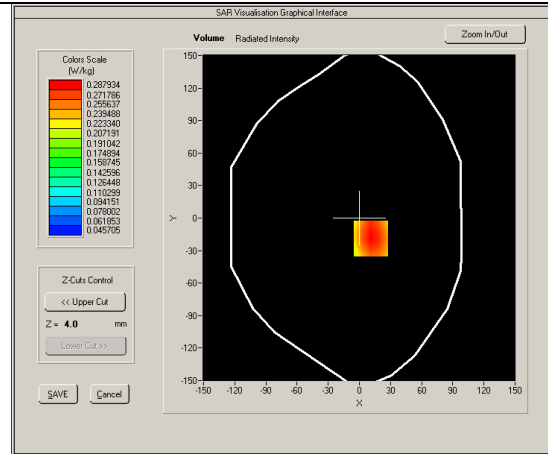 SAR Visualisation Graphical Interface
Volume Radiated Intensity
Zoom In/Out
Colors Scale
(W/kg)
0.287934
0.271786
0.255637
0.239488
0.223340
0.207191
0.191042
0.174894
0.158745
0.142596
0.126448
0.110299
0.094151
0.078002
0.061853
0.045705
Z-Cuts Control
<< Upper Cut
Z = 4.0 mm
Lower Cut >>
SAVE Cancel
150
120
90
60
30
0
-30
-60
-90
-120
-150
Y
-150 -120 -90 -60 -30 0 30 60 90 120 150
X